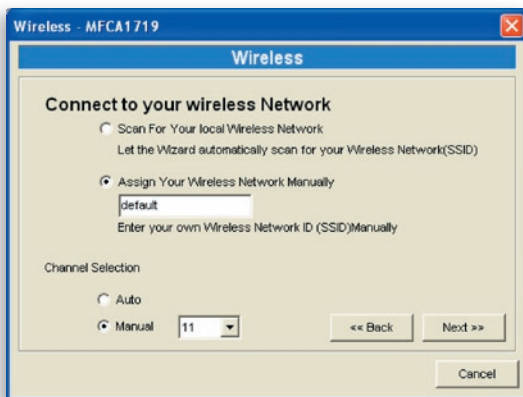 Wireless - MFCA1719
Wireless
Connect to your wireless Network
Scan For Your local Wireless Network
Let the Wizard automatically scan for your Wireless Network(SSID)
Assign Your Wireless Network Manually
default
Enter your own Wireless Network ID (SSID)Manually
Channel Selection
Auto
Manual 11
<< Back Next >>
Cancel